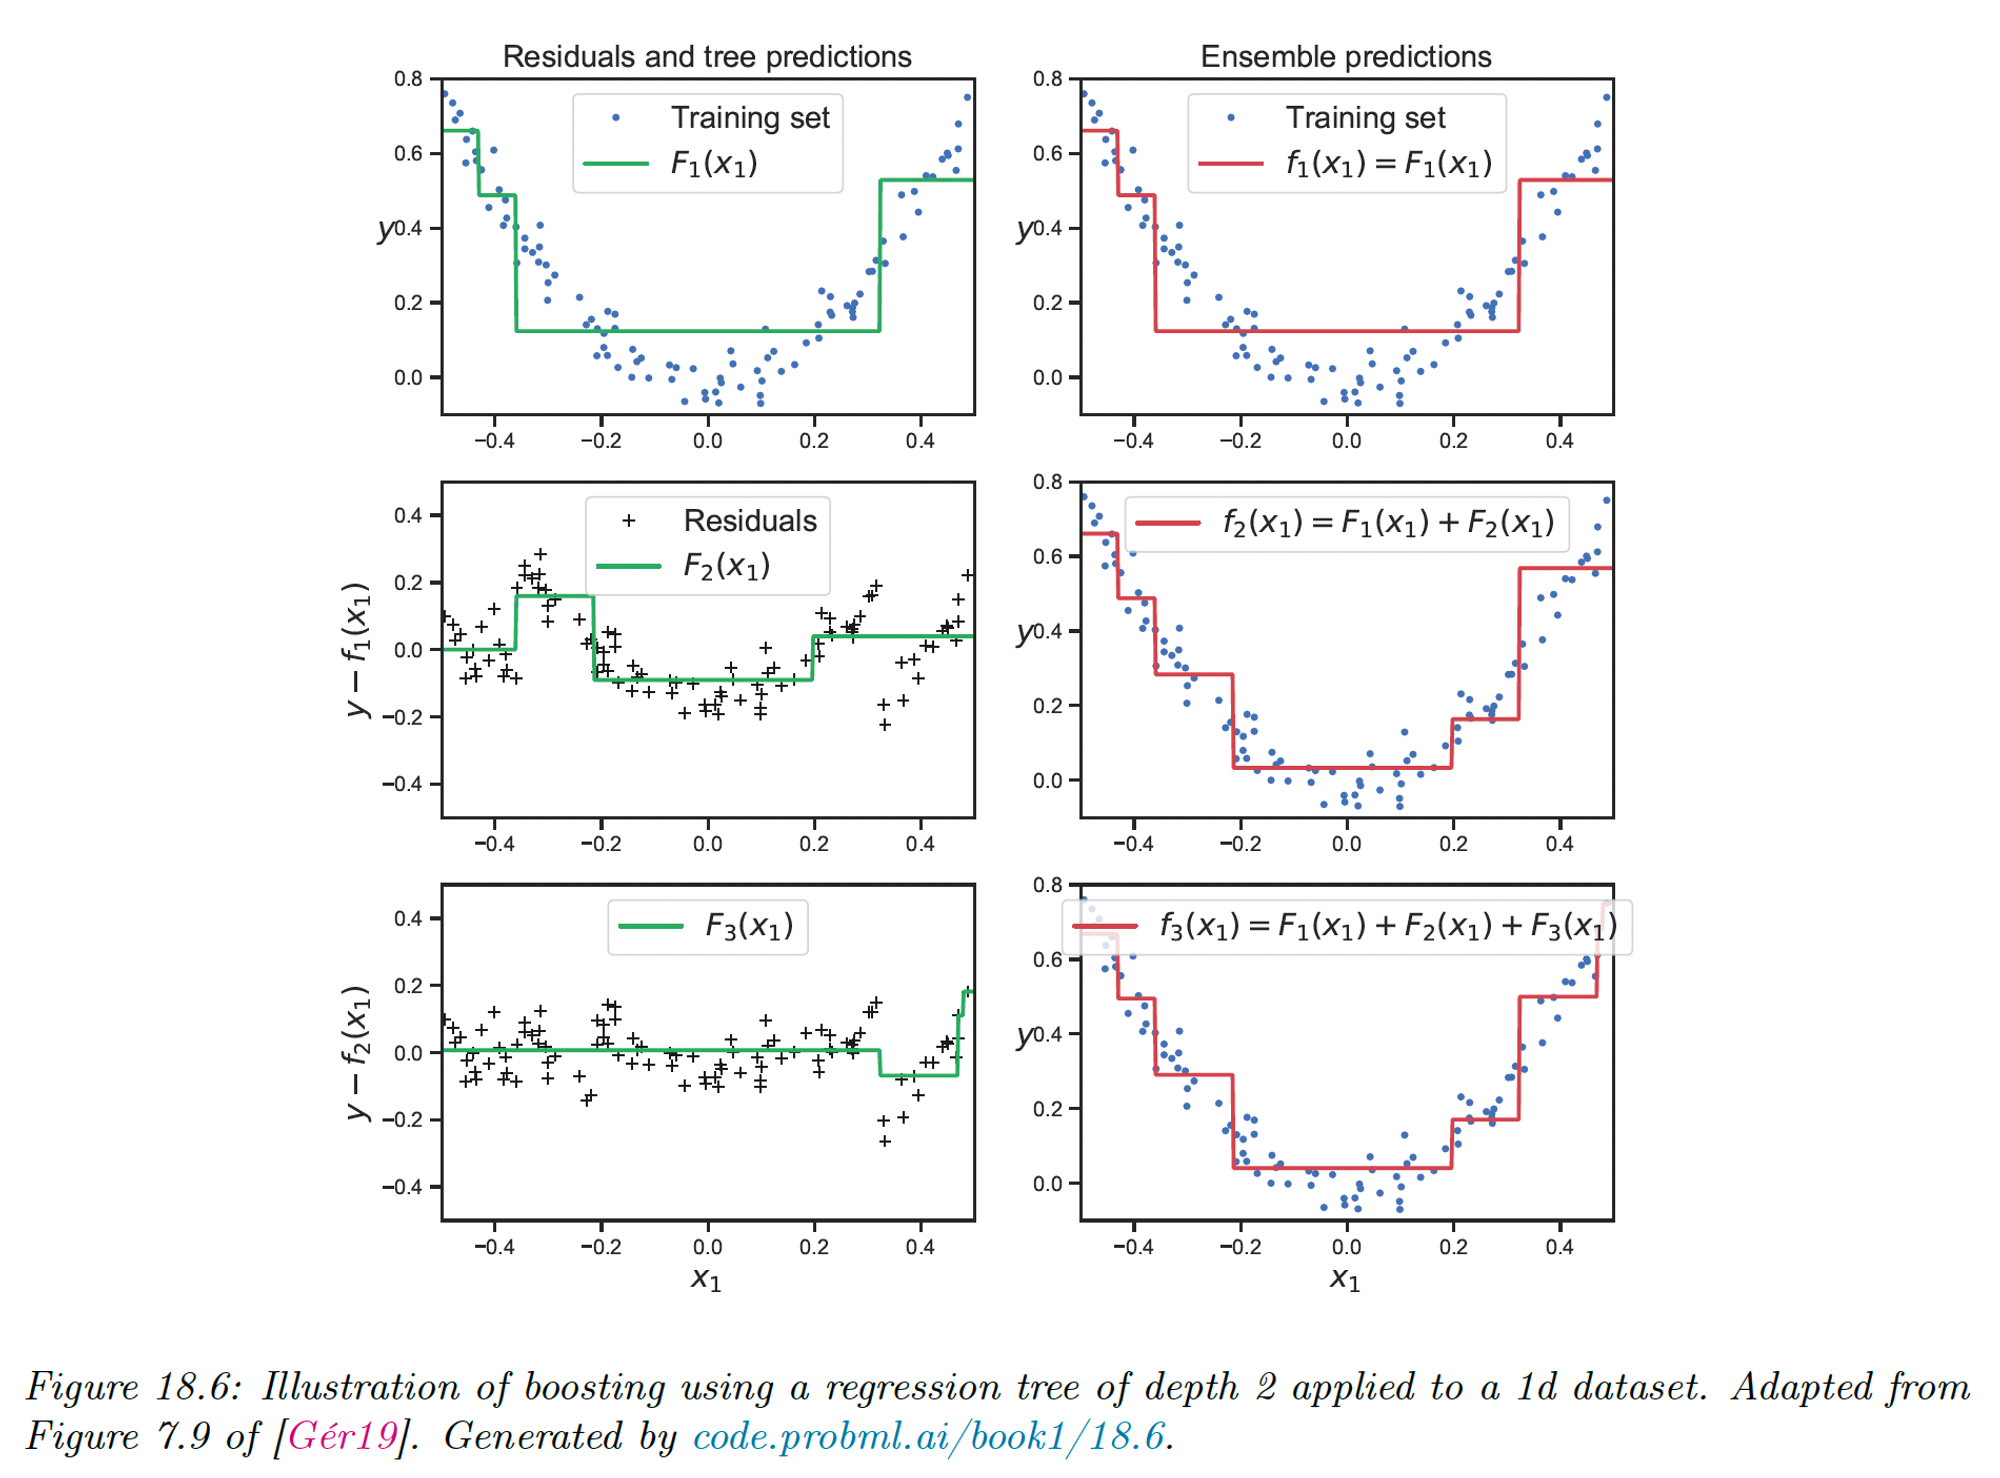 Residuals and tree predictions
Ensemble predictions
0.8
0.6
y0.4
0.2
0.0
Training set
F₁(x₁)
−0.4 −0.2 0.0 0.2 0.4
0.8
0.6
y0.4
0.2
0.0
Training set
f₁(x₁) = F₁(x₁)
−0.4 −0.2 0.0 0.2 0.4
y − f₁(x₁)
0.4
0.2
0.0
−0.2
−0.4
Residuals
F₂(x₁)
−0.4 −0.2 0.0 0.2 0.4
0.8
0.6
y0.4
0.2
0.0
f₂(x₁) = F₁(x₁) + F₂(x₁)
−0.4 −0.2 0.0 0.2 0.4
y − f₂(x₁)
0.4
0.2
0.0
−0.2
−0.4
F₃(x₁)
−0.4 −0.2 0.0 0.2 0.4
x₁
0.8
0.6
y0.4
0.2
0.0
f₃(x₁) = F₁(x₁) + F₂(x₁) + F₃(x₁)
−0.4 −0.2 0.0 0.2 0.4
x₁
Figure 18.6: Illustration of boosting using a regression tree of depth 2 applied to a 1d dataset. Adapted from
Figure 7.9 of [Gér19]. Generated by code.probml.ai/book1/18.6.